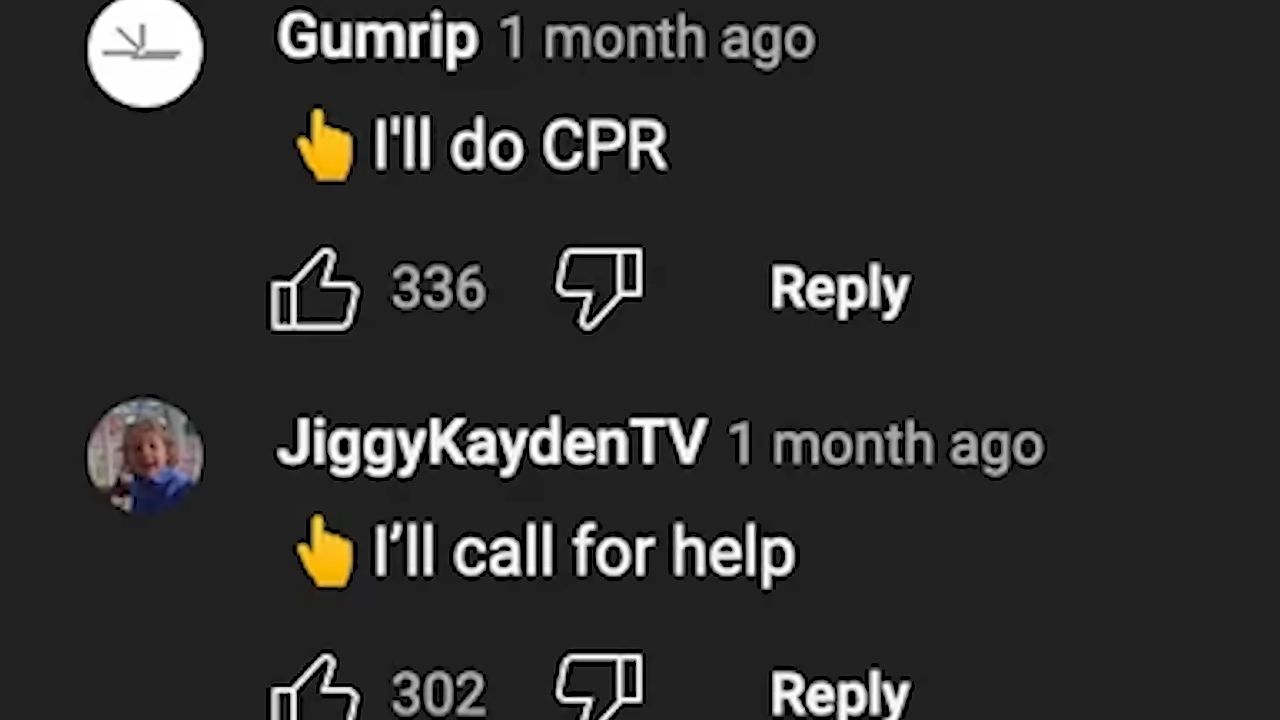 Gumrip 1 month ago
👆 I'll do CPR
336 Reply
JiggyKaydenTV 1 month ago
👆 I’ll call for help
302 Reply